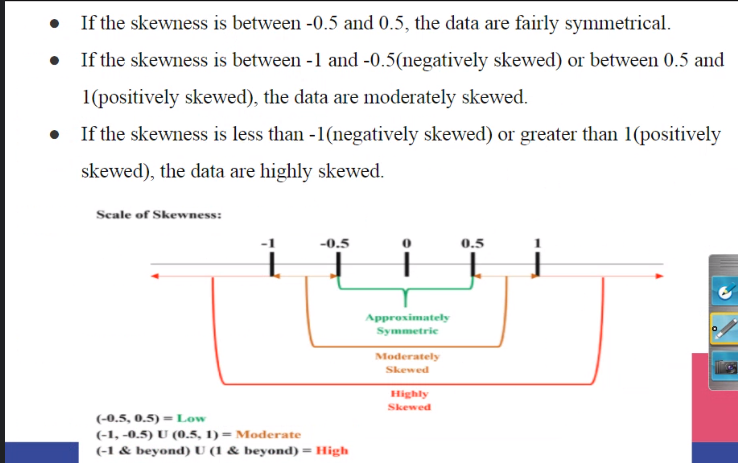 ● If the skewness is between -0.5 and 0.5, the data are fairly symmetrical.
● If the skewness is between -1 and -0.5(negatively skewed) or between 0.5 and
1(positively skewed), the data are moderately skewed.
● If the skewness is less than -1(negatively skewed) or greater than 1(positively
skewed), the data are highly skewed.
Scale of Skewness:
-1 -0.5 0 0.5 1
Approximately
Symmetric
Moderately
Skewed
Highly
Skewed
(-0.5, 0.5) = Low
(-1, -0.5) U (0.5, 1) = Moderate
(-1 & beyond) U (1 & beyond) = High